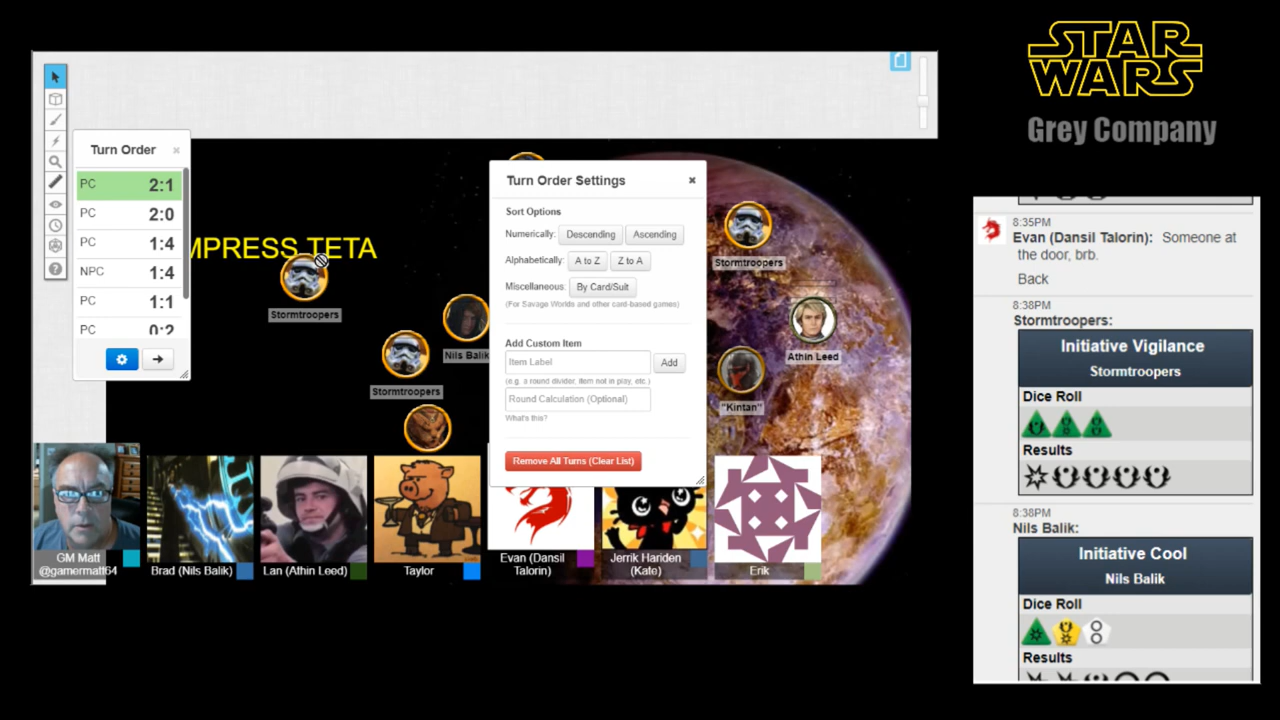 STAR
WARS
Grey Company
Turn Order ×
PC 2:1
PC 2:0
PC 1:4
NPC 1:4
PC 1:1
PC 0:2
MPRESS TETA
Stormtroopers
Stormtroopers
Nils Balik
Turn Order Settings ×
Sort Options
Numerically: Descending Ascending
Alphabetically: A to Z Z to A
Miscellaneous: By Card/Suit
(For Savage Worlds and other card-based games)
Add Custom Item
Item Label Add
(e.g. a round divider, item not in play, etc.)
Round Calculation (Optional)
What's this?
Remove All Turns (Clear List)
Stormtroopers
Athin Leed
"Kintan"
GM Matt
@gamermatt64
Brad (Nils Balik)
Lan (Athin Leed)
Taylor
Evan (Dansil
Talorin)
Jerrik Hariden
(Kate)
Erik
8:35PM
Evan (Dansil Talorin): Someone at
the door, brb.
Back
8:38PM
Stormtroopers:
Initiative Vigilance
Stormtroopers
Dice Roll
Results
8:38PM
Nils Balik:
Initiative Cool
Nils Balik
Dice Roll
Results